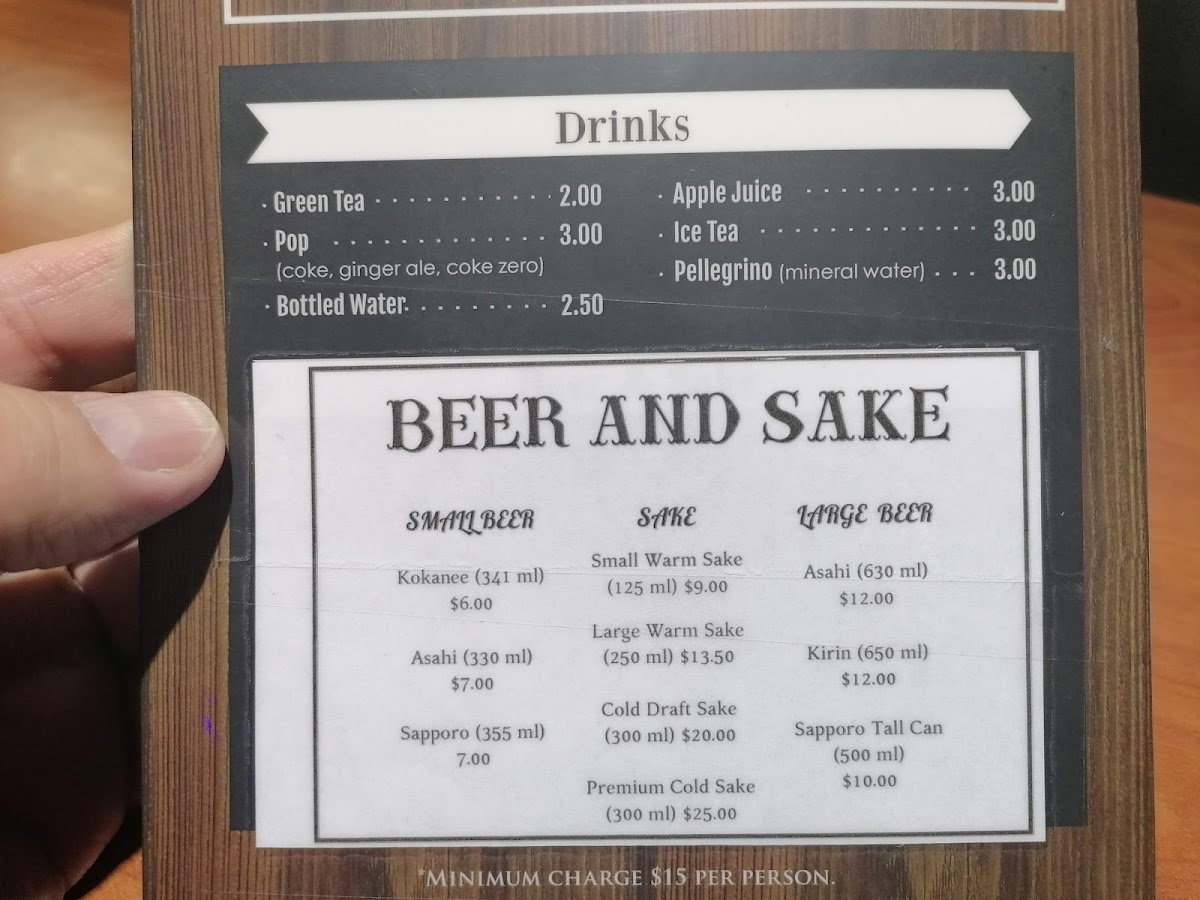 Drinks
· Green Tea . . . . . . . . . . . . 2.00
· Pop . . . . . . . . . . . . . . 3.00
(coke, ginger ale, coke zero)
· Bottled Water. . . . . . . . . . 2.50
· Apple Juice . . . . . . . . . . . 3.00
· Ice Tea . . . . . . . . . . . . . . 3.00
· Pellegrino (mineral water) . . . 3.00
BEER AND SAKE
SMALL BEER
Kokanee (341 ml)
$6.00
Asahi (330 ml)
$7.00
Sapporo (355 ml)
7.00
SAKE
Small Warm Sake
(125 ml) $9.00
Large Warm Sake
(250 ml) $13.50
Cold Draft Sake
(300 ml) $20.00
Premium Cold Sake
(300 ml) $25.00
LARGE BEER
Asahi (630 ml)
$12.00
Kirin (650 ml)
$12.00
Sapporo Tall Can
(500 ml)
$10.00
*MINIMUM CHARGE $15 PER PERSON.